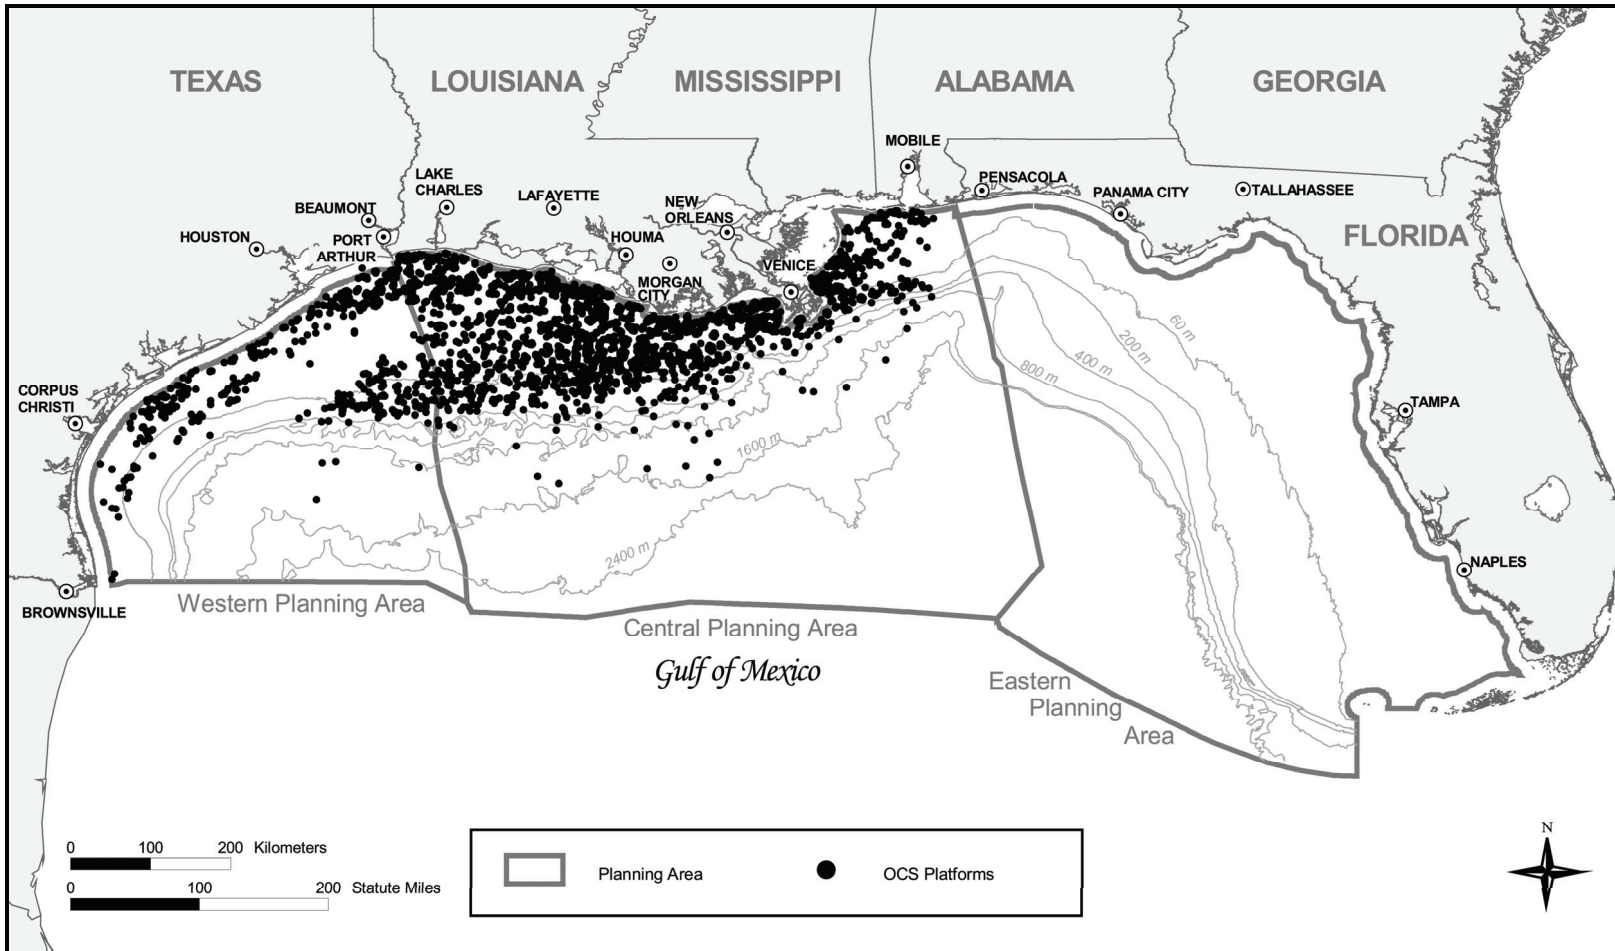 TEXAS
LOUISIANA
MISSISSIPPI
ALABAMA
GEORGIA
MOBILE
LAKE
CHARLES
PENSACOLA
PANAMA CITY
TALLAHASSEE
LAFAYETTE
BEAUMONT
NEW
ORLEANS
HOUSTON
PORT
ARTHUR
HOUMA
FLORIDA
VENICE
MORGAN
CITY
60 m
200 m
400 m
800 m
CORPUS
CHRISTI
TAMPA
1600 m
2400 m
NAPLES
BROWNSVILLE
Western Planning Area
Central Planning Area
Gulf of Mexico
Eastern
Planning
Area
N
0 100 200 Kilometers
0 100 200 Statute Miles
Planning Area
OCS Platforms